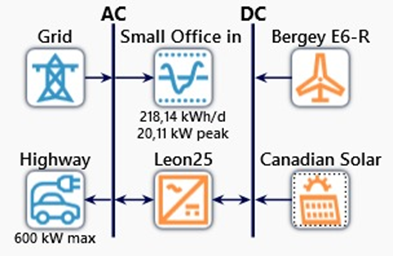 AC DC
Grid Small Office in Bergey E6-R
218,14 kWh/d
20,11 kW peak
Highway Leon25 Canadian Solar
600 kW max